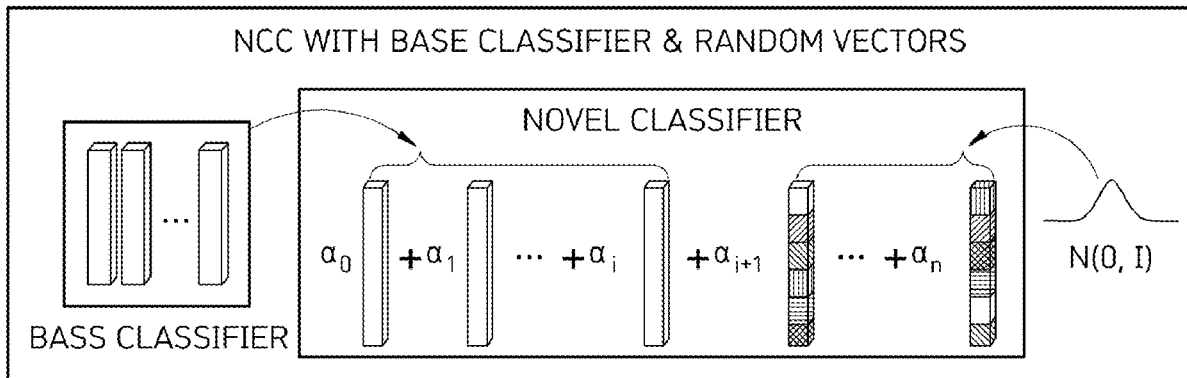 NCC WITH BASE CLASSIFIER & RANDOM VECTORS
NOVEL CLASSIFIER
...
α0 + α1 ... + αi + αi+1 ... + αn
N(0, I)
BASS CLASSIFIER